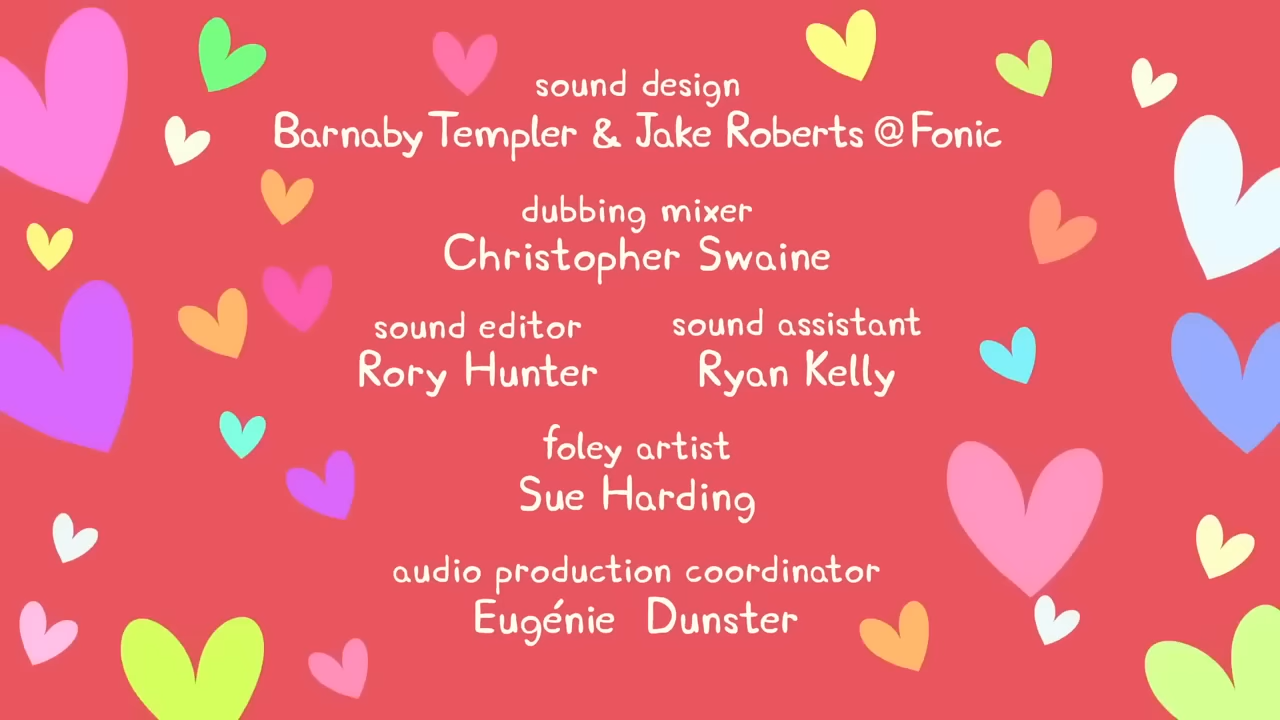 sound design
Barnaby Templer & Jake Roberts @ Fonic
dubbing mixer
Christopher Swaine
sound editor
Rory Hunter
sound assistant
Ryan Kelly
foley artist
Sue Harding
audio production coordinator
Eugénie Dunster